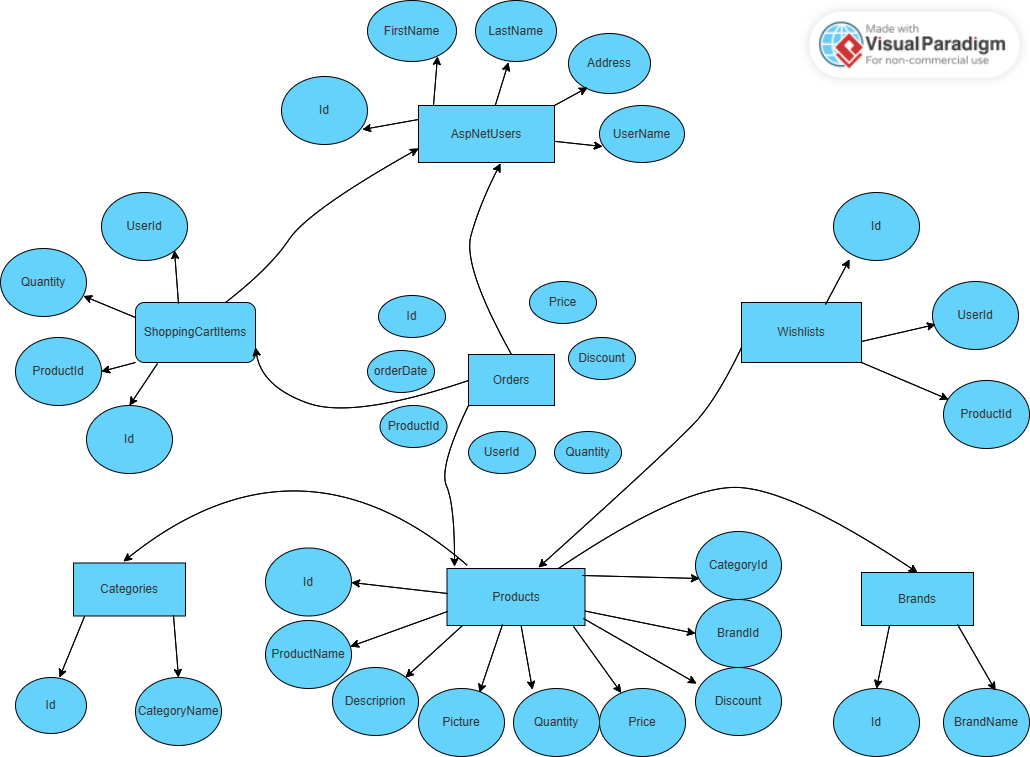 Made with
VisualParadigm
For non-commercial use
FirstName
LastName
Address
Id
AspNetUsers
UserName
UserId
Quantity
ShoppingCartItems
ProductId
Id
Id
Price
orderDate
Orders
Discount
ProductId
UserId
Quantity
Id
Wishlists
UserId
ProductId
Categories
Id
CategoryName
Products
Id
ProductName
Descriprion
Picture
Quantity
Price
Discount
BrandId
CategoryId
Brands
Id
BrandName